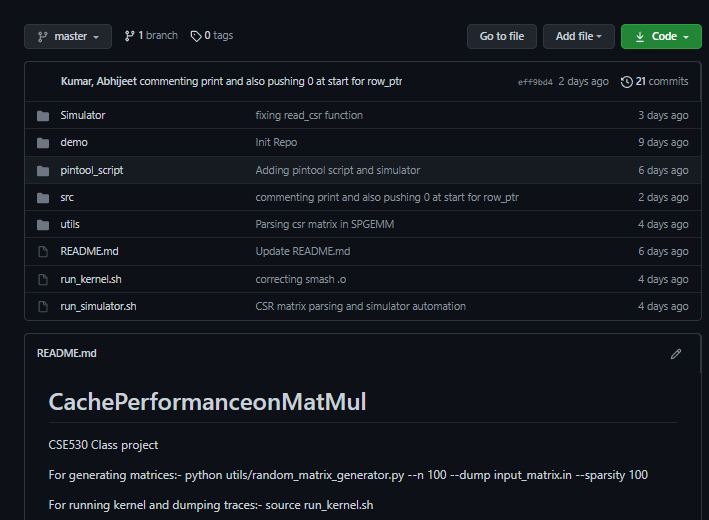 master 1 branch 0 tags Go to file Add file Code
Kumar, Abhijeet commenting print and also pushing 0 at start for row_ptr eff9bd4 2 days ago 21 commits
Simulator fixing read_csr function 3 days ago
demo Init Repo 9 days ago
pintool_script Adding pintool script and simulator 6 days ago
src commenting print and also pushing 0 at start for row_ptr 2 days ago
utils Parsing csr matrix in SPGEMM 4 days ago
README.md Update README.md 6 days ago
run_kernel.sh correcting smash .o 4 days ago
run_simulator.sh CSR matrix parsing and simulator automation 4 days ago
README.md
CachePerformanceonMatMul
CSE530 Class project
For generating matrices:- python utils/random_matrix_generator.py --n 100 --dump input_matrix.in --sparsity 100
For running kernel and dumping traces:- source run_kernel.sh